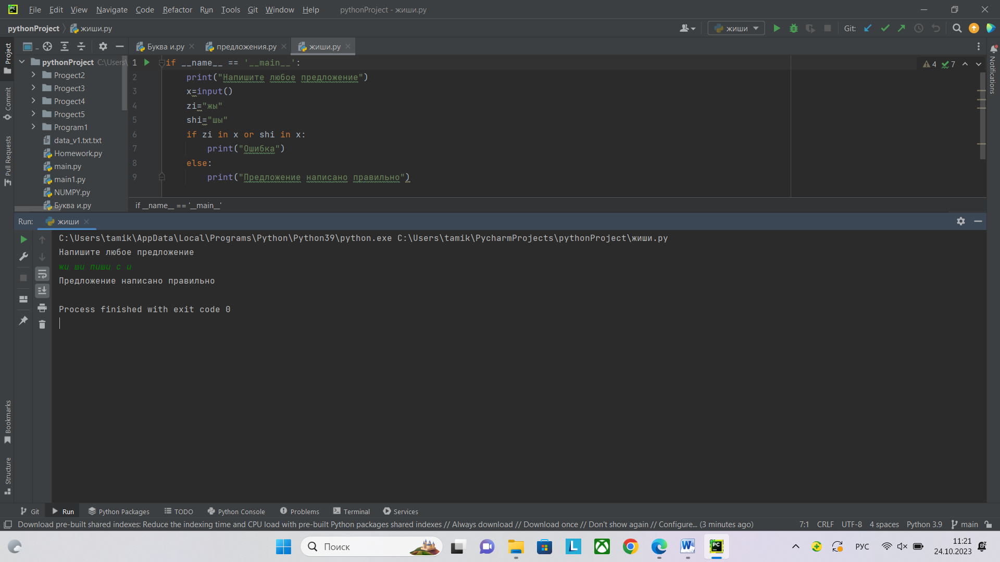 File Edit View Navigate Code Refactor Run Tools Git Window Help pythonProject - жиши.py
pythonProject жиши.py жиши Git:
Project .. Буква и.py предложения.py жиши.py
pythonProject C:\Users\
Progect2
Progect3
Progect4
Progect5
Program1
data_v1.txt.txt
Homework.py
main.py
main1.py
NUMPY.py
Буква и.py
1 if __name__ == '__main__':
2 print("Напишите любое предложение")
3 x=input()
4 zi="жы"
5 shi="шы"
6 if zi in x or shi in x:
7 print("Ошибка")
8 else:
9 print("Предложение написано правильно")
4 7
if __name__ == '__main__'
Commit
Pull Requests
Notifications
Run: жиши
C:\Users\tamik\AppData\Local\Programs\Python\Python39\python.exe C:\Users\tamik\PycharmProjects\pythonProject\жиши.py
Напишите любое предложение
жи ши пиши с и
Предложение написано правильно
Process finished with exit code 0
Bookmarks
Structure
Git Run Python Packages TODO Python Console Problems Terminal Services
Download pre-built shared indexes: Reduce the indexing time and CPU load with pre-built Python packages shared indexes // Always download // Download once // Don't show again // Configure... (3 minutes ago) 7:1 CRLF UTF-8 4 spaces Python 3.9 main
Поиск РУС 11:21
24.10.2023